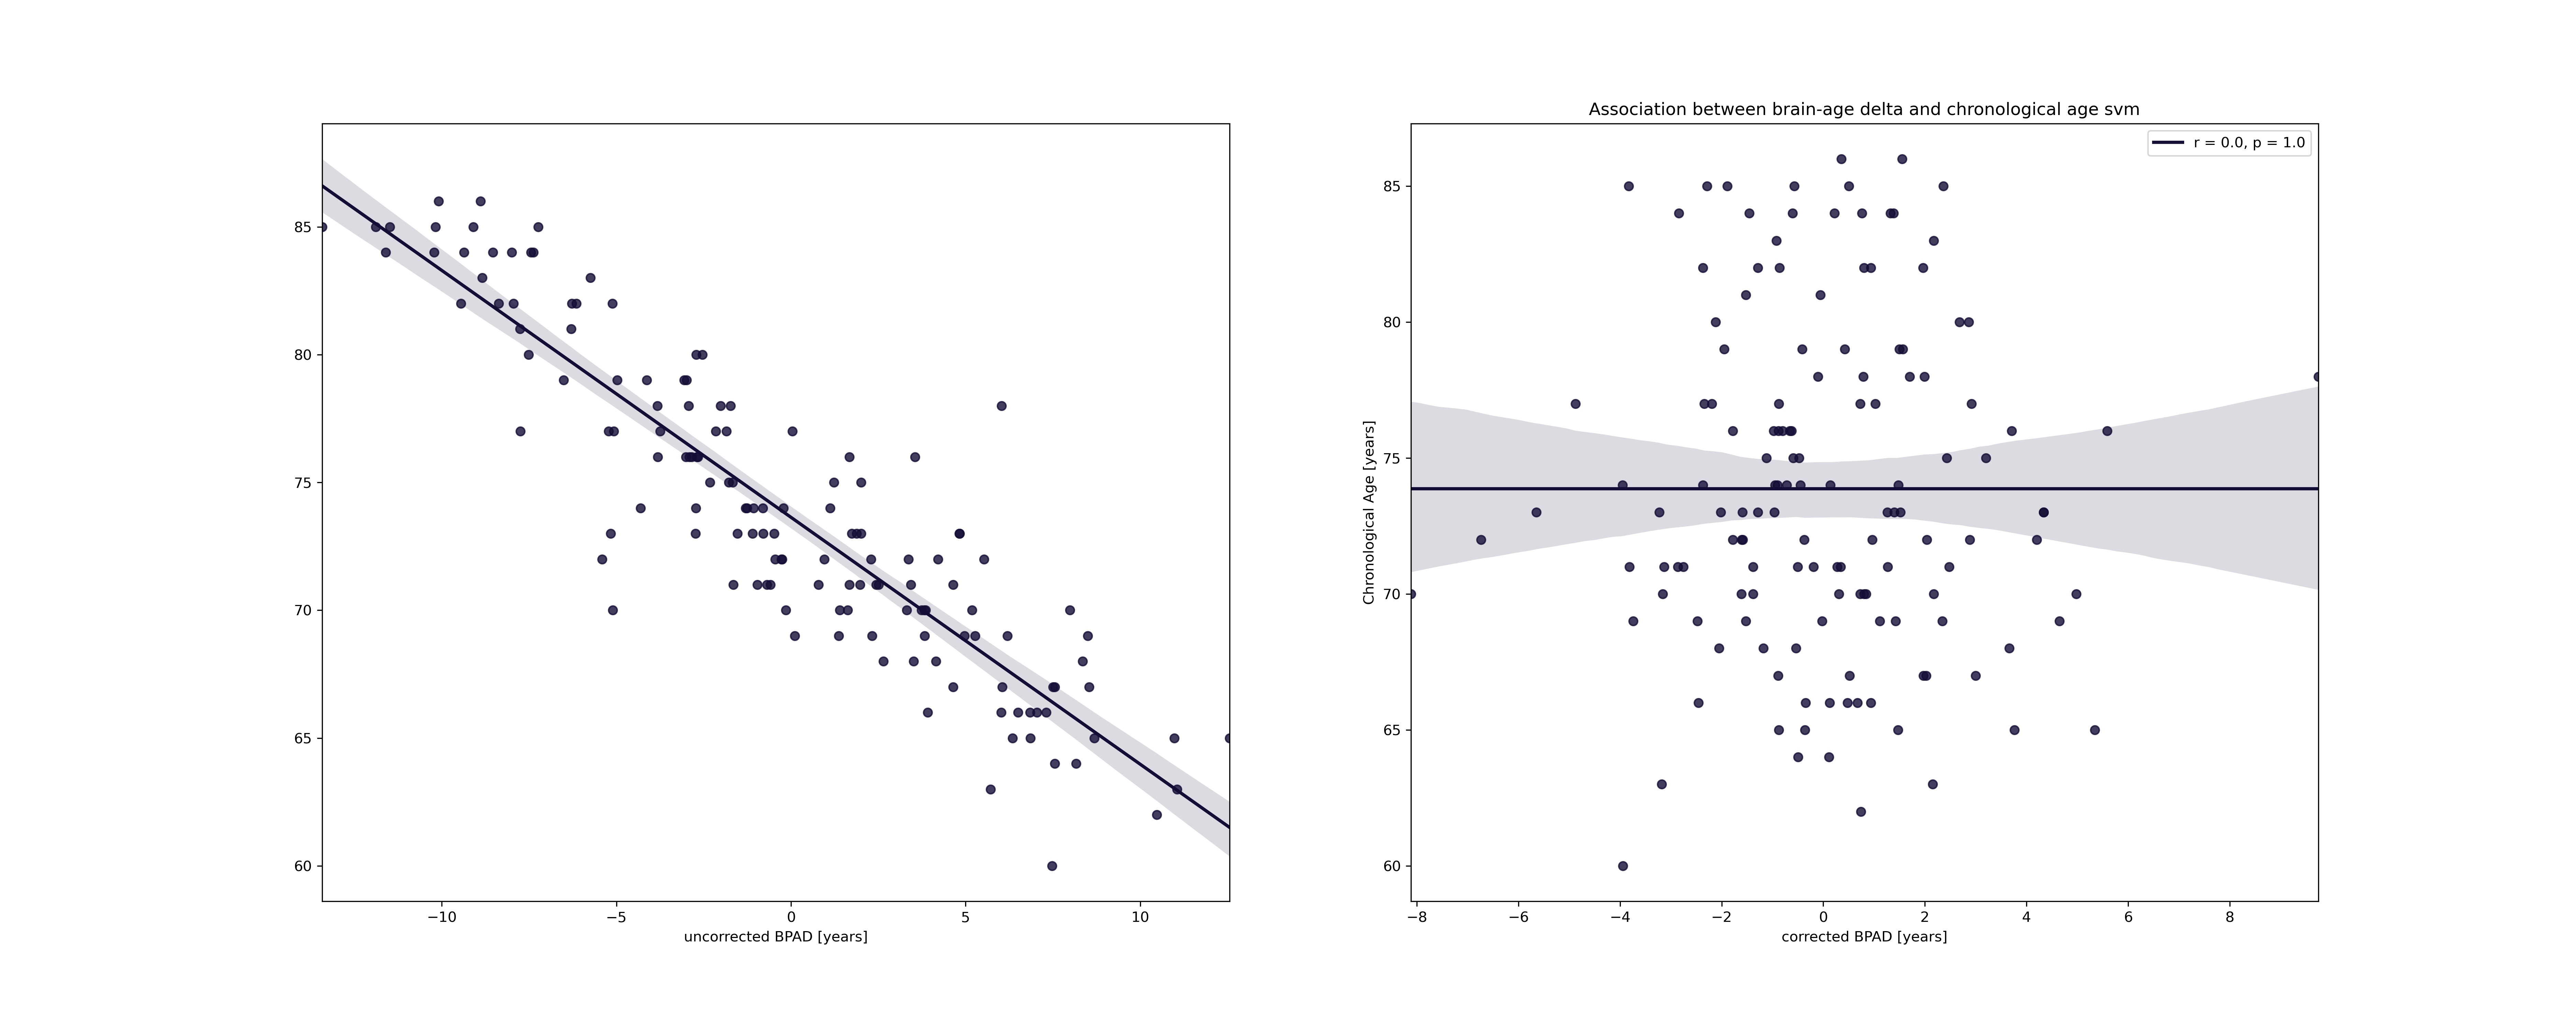 85
80
75
70
65
60
−10 −5 0 5 10
uncorrected BPAD [years]
Association between brain-age delta and chronological age svm
r = 0.0, p = 1.0
Chronological Age [years]
85
80
75
70
65
60
−8 −6 −4 −2 0 2 4 6 8
corrected BPAD [years]